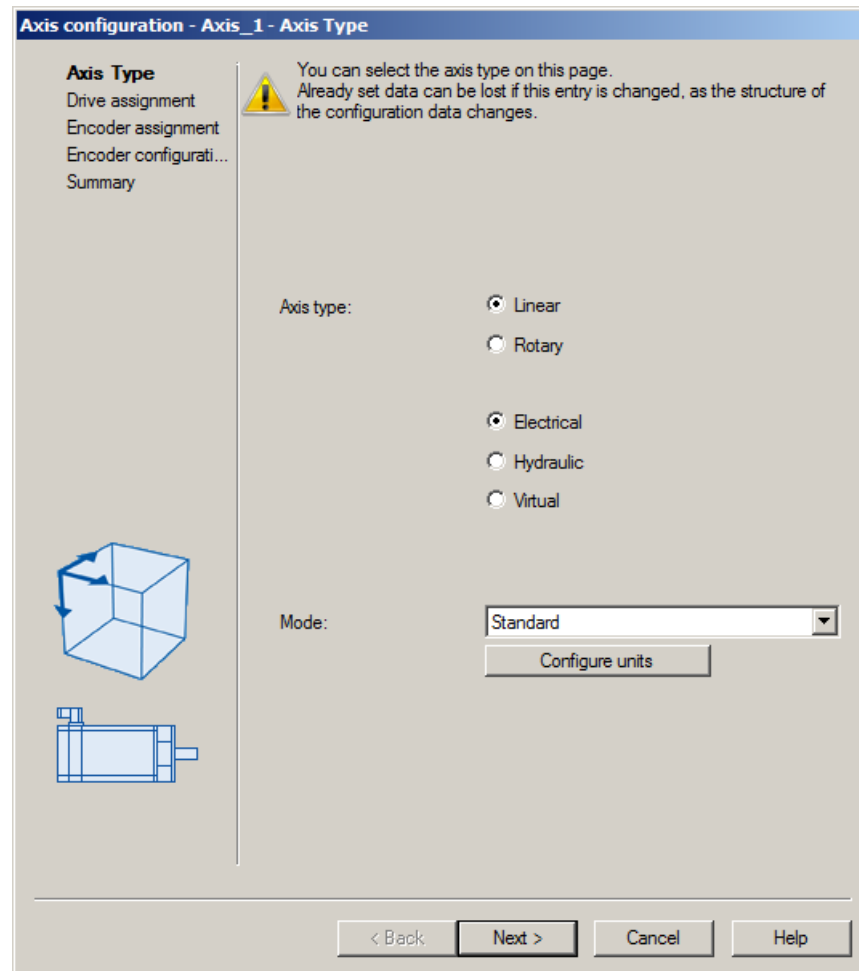 Axis configuration - Axis_1 - Axis Type
Axis Type
Drive assignment
Encoder assignment
Encoder configurati...
Summary
You can select the axis type on this page.
Already set data can be lost if this entry is changed, as the structure of
the configuration data changes.
Axis type:
Linear
Rotary
Electrical
Hydraulic
Virtual
Mode:
Standard
Configure units
< Back
Next >
Cancel
Help